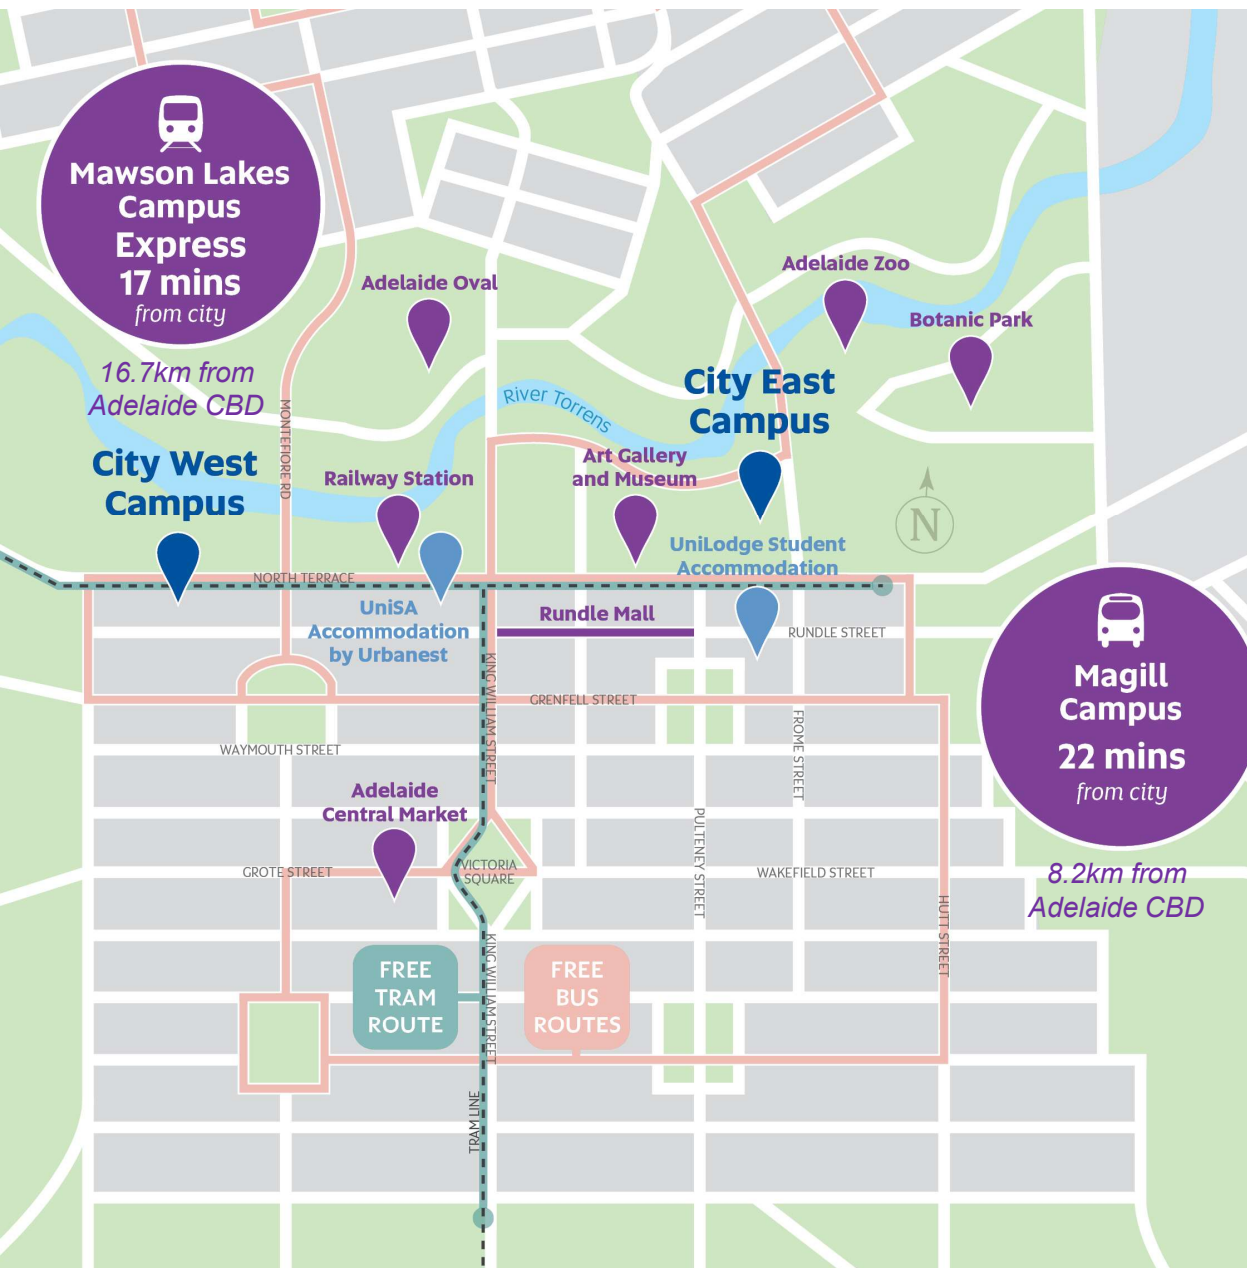 Mawson Lakes
Campus
Express
17 mins
from city
16.7km from
Adelaide CBD
Adelaide Oval
Adelaide Zoo
Botanic Park
City East
Campus
River Torrens
MONTEFIORE RD
City West
Campus
Railway Station
Art Gallery
and Museum
N
UniLodge Student
Accommodation
NORTH TERRACE
UniSA
Accommodation
by Urbanest
Rundle Mall
RUNDLE STREET
Magill
Campus
22 mins
from city
8.2km from
Adelaide CBD
KING WILLIAM STREET
GRENFELL STREET
FROME STREET
WAYMOUTH STREET
Adelaide
Central Market
PULTENEY STREET
GROTE STREET
VICTORIA
SQUARE
WAKEFIELD STREET
HUTT STREET
KING WILLIAM STREET
FREE
TRAM
ROUTE
FREE
BUS
ROUTES
TRAM LINE